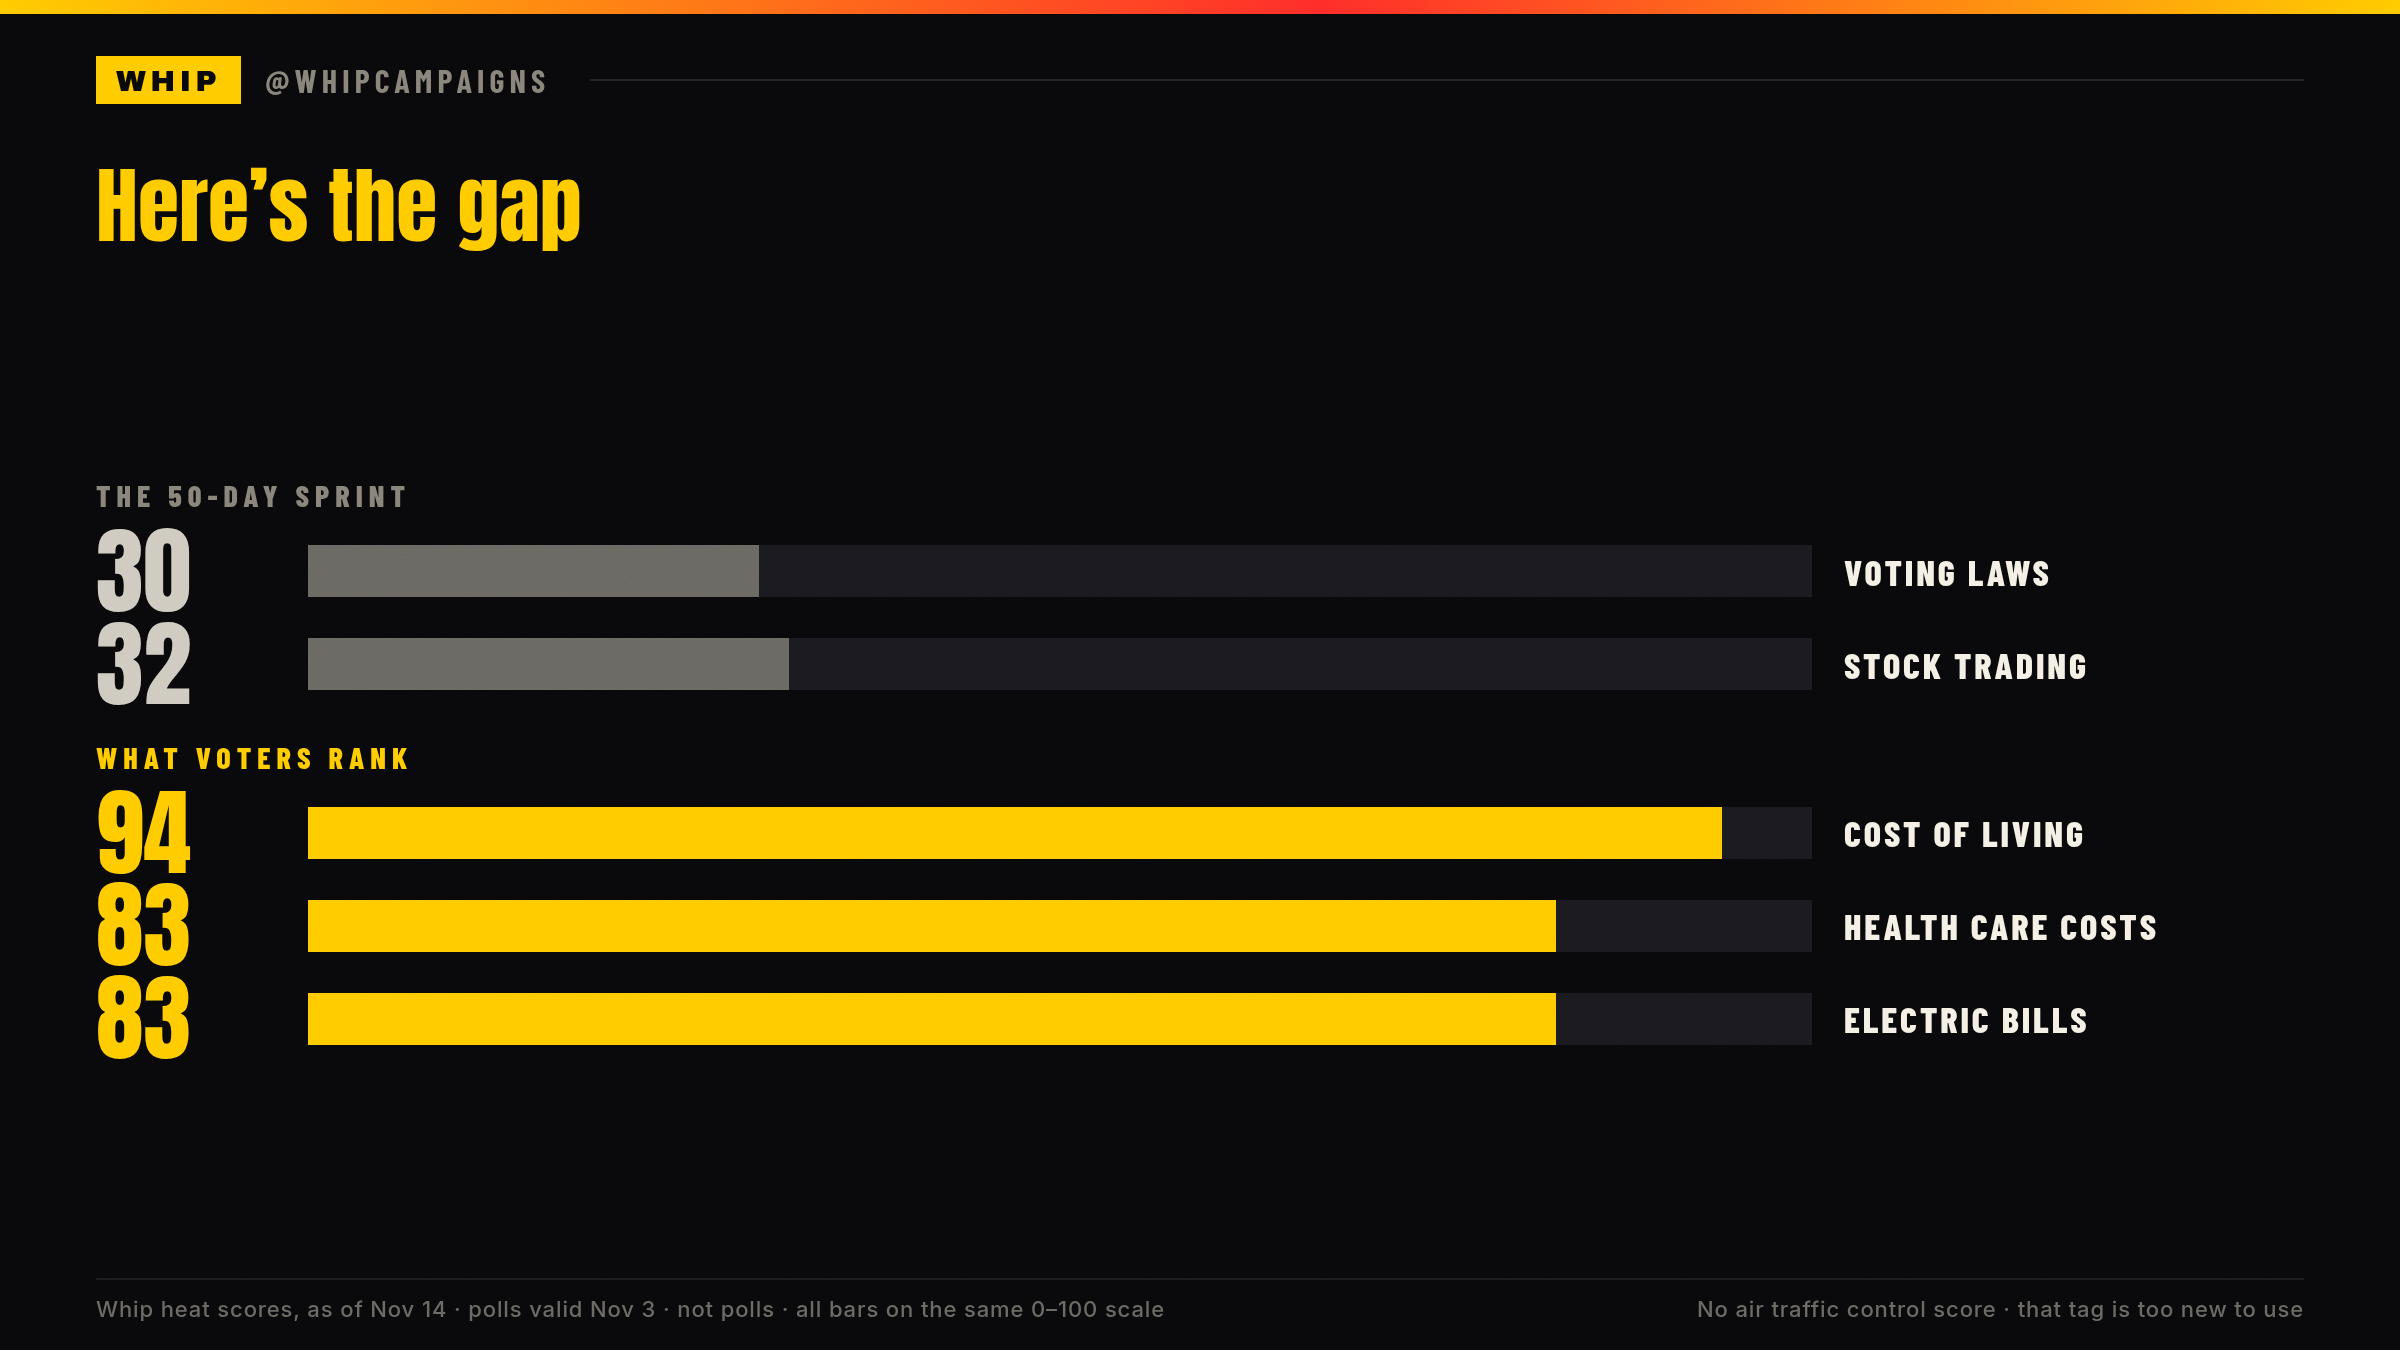 WHIP @WHIPCAMPAIGNS
Here’s the gap
THE 50-DAY SPRINT
30 VOTING LAWS
32 STOCK TRADING
WHAT VOTERS RANK
94 COST OF LIVING
83 HEALTH CARE COSTS
83 ELECTRIC BILLS
Whip heat scores, as of Nov 14 · polls valid Nov 3 · not polls · all bars on the same 0–100 scale
No air traffic control score · that tag is too new to use